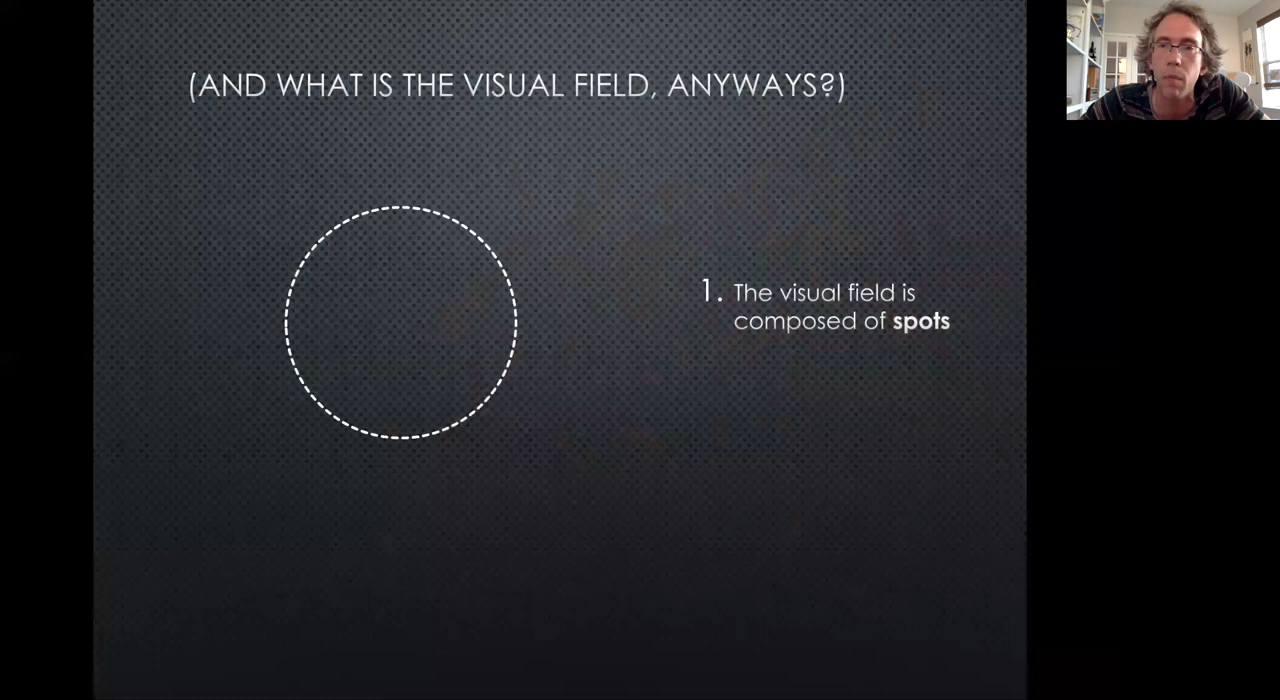 (AND WHAT IS THE VISUAL FIELD, ANYWAYS?)
1. The visual field is
composed of spots